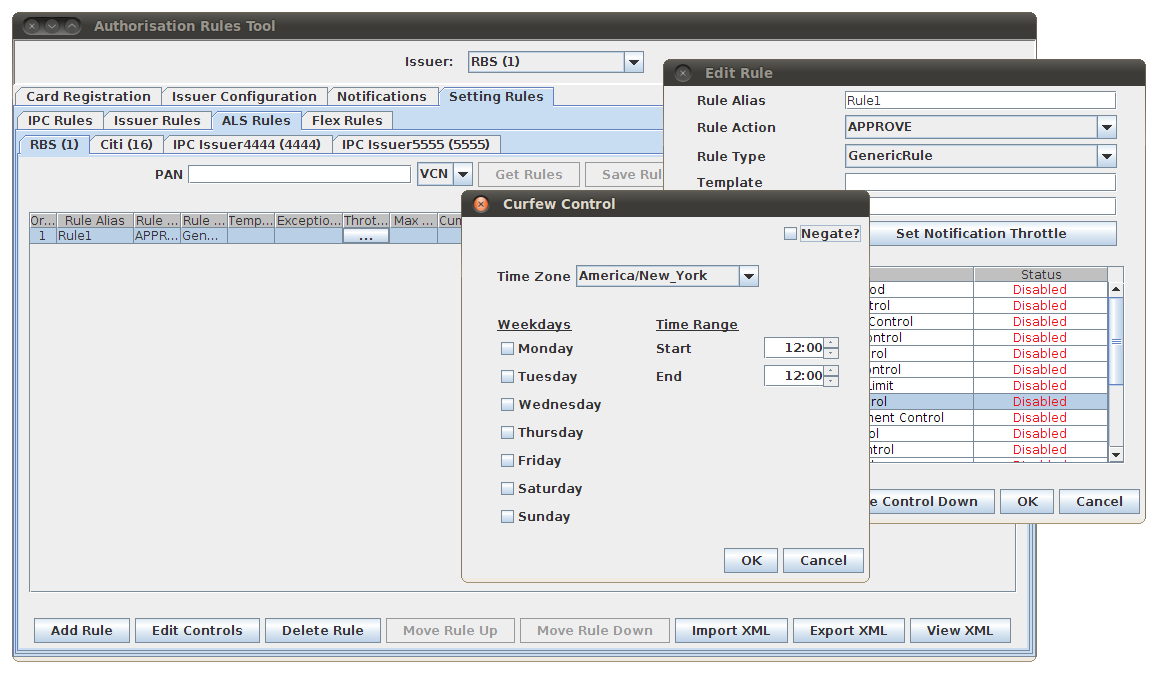 Authorisation Rules Tool
Issuer: RBS (1)
Card Registration Issuer Configuration Notifications Setting Rules
IPC Rules Issuer Rules ALS Rules Flex Rules
RBS (1) Citi (16) IPC Issuer4444 (4444) IPC Issuer5555 (5555)
PAN VCN Get Rules Save Rul
Or... Rule Alias Rule ... Rule ... Temp... Exceptio... Throt... Max ... Cum
1 Rule1 APPR... Gen... ...
Add Rule Edit Controls Delete Rule Move Rule Up Move Rule Down Import XML Export XML View XML
Edit Rule
Rule Alias Rule1
Rule Action APPROVE
Rule Type GenericRule
Template
Set Notification Throttle
Status
od Disabled
trol Disabled
Control Disabled
ontrol Disabled
rol Disabled
ontrol Disabled
Limit Disabled
rol Disabled
nent Control Disabled
ol Disabled
ntrol Disabled
e Control Down OK Cancel
Curfew Control
Negate?
Time Zone America/New_York
Weekdays Time Range
Monday Start 12:00
Tuesday End 12:00
Wednesday
Thursday
Friday
Saturday
Sunday
OK Cancel